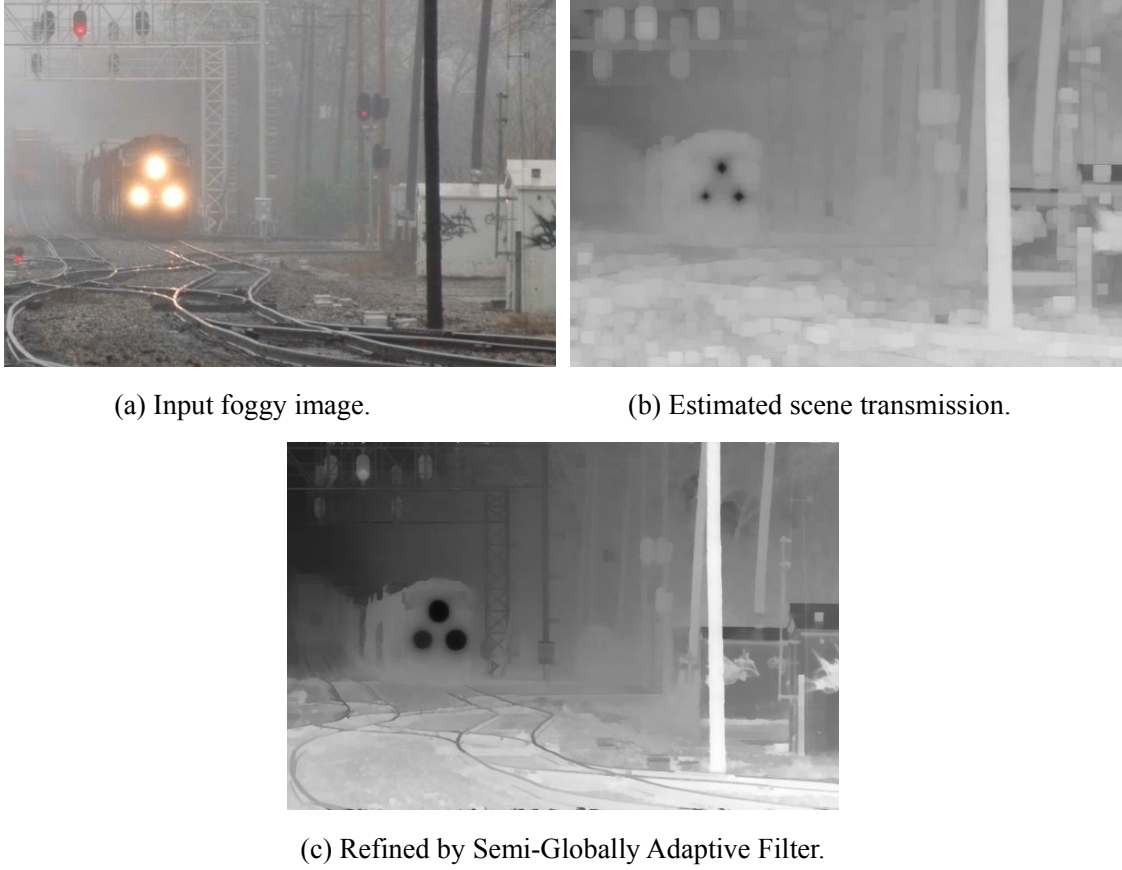 (a) Input foggy image.
(b) Estimated scene transmission.
(c) Refined by Semi-Globally Adaptive Filter.